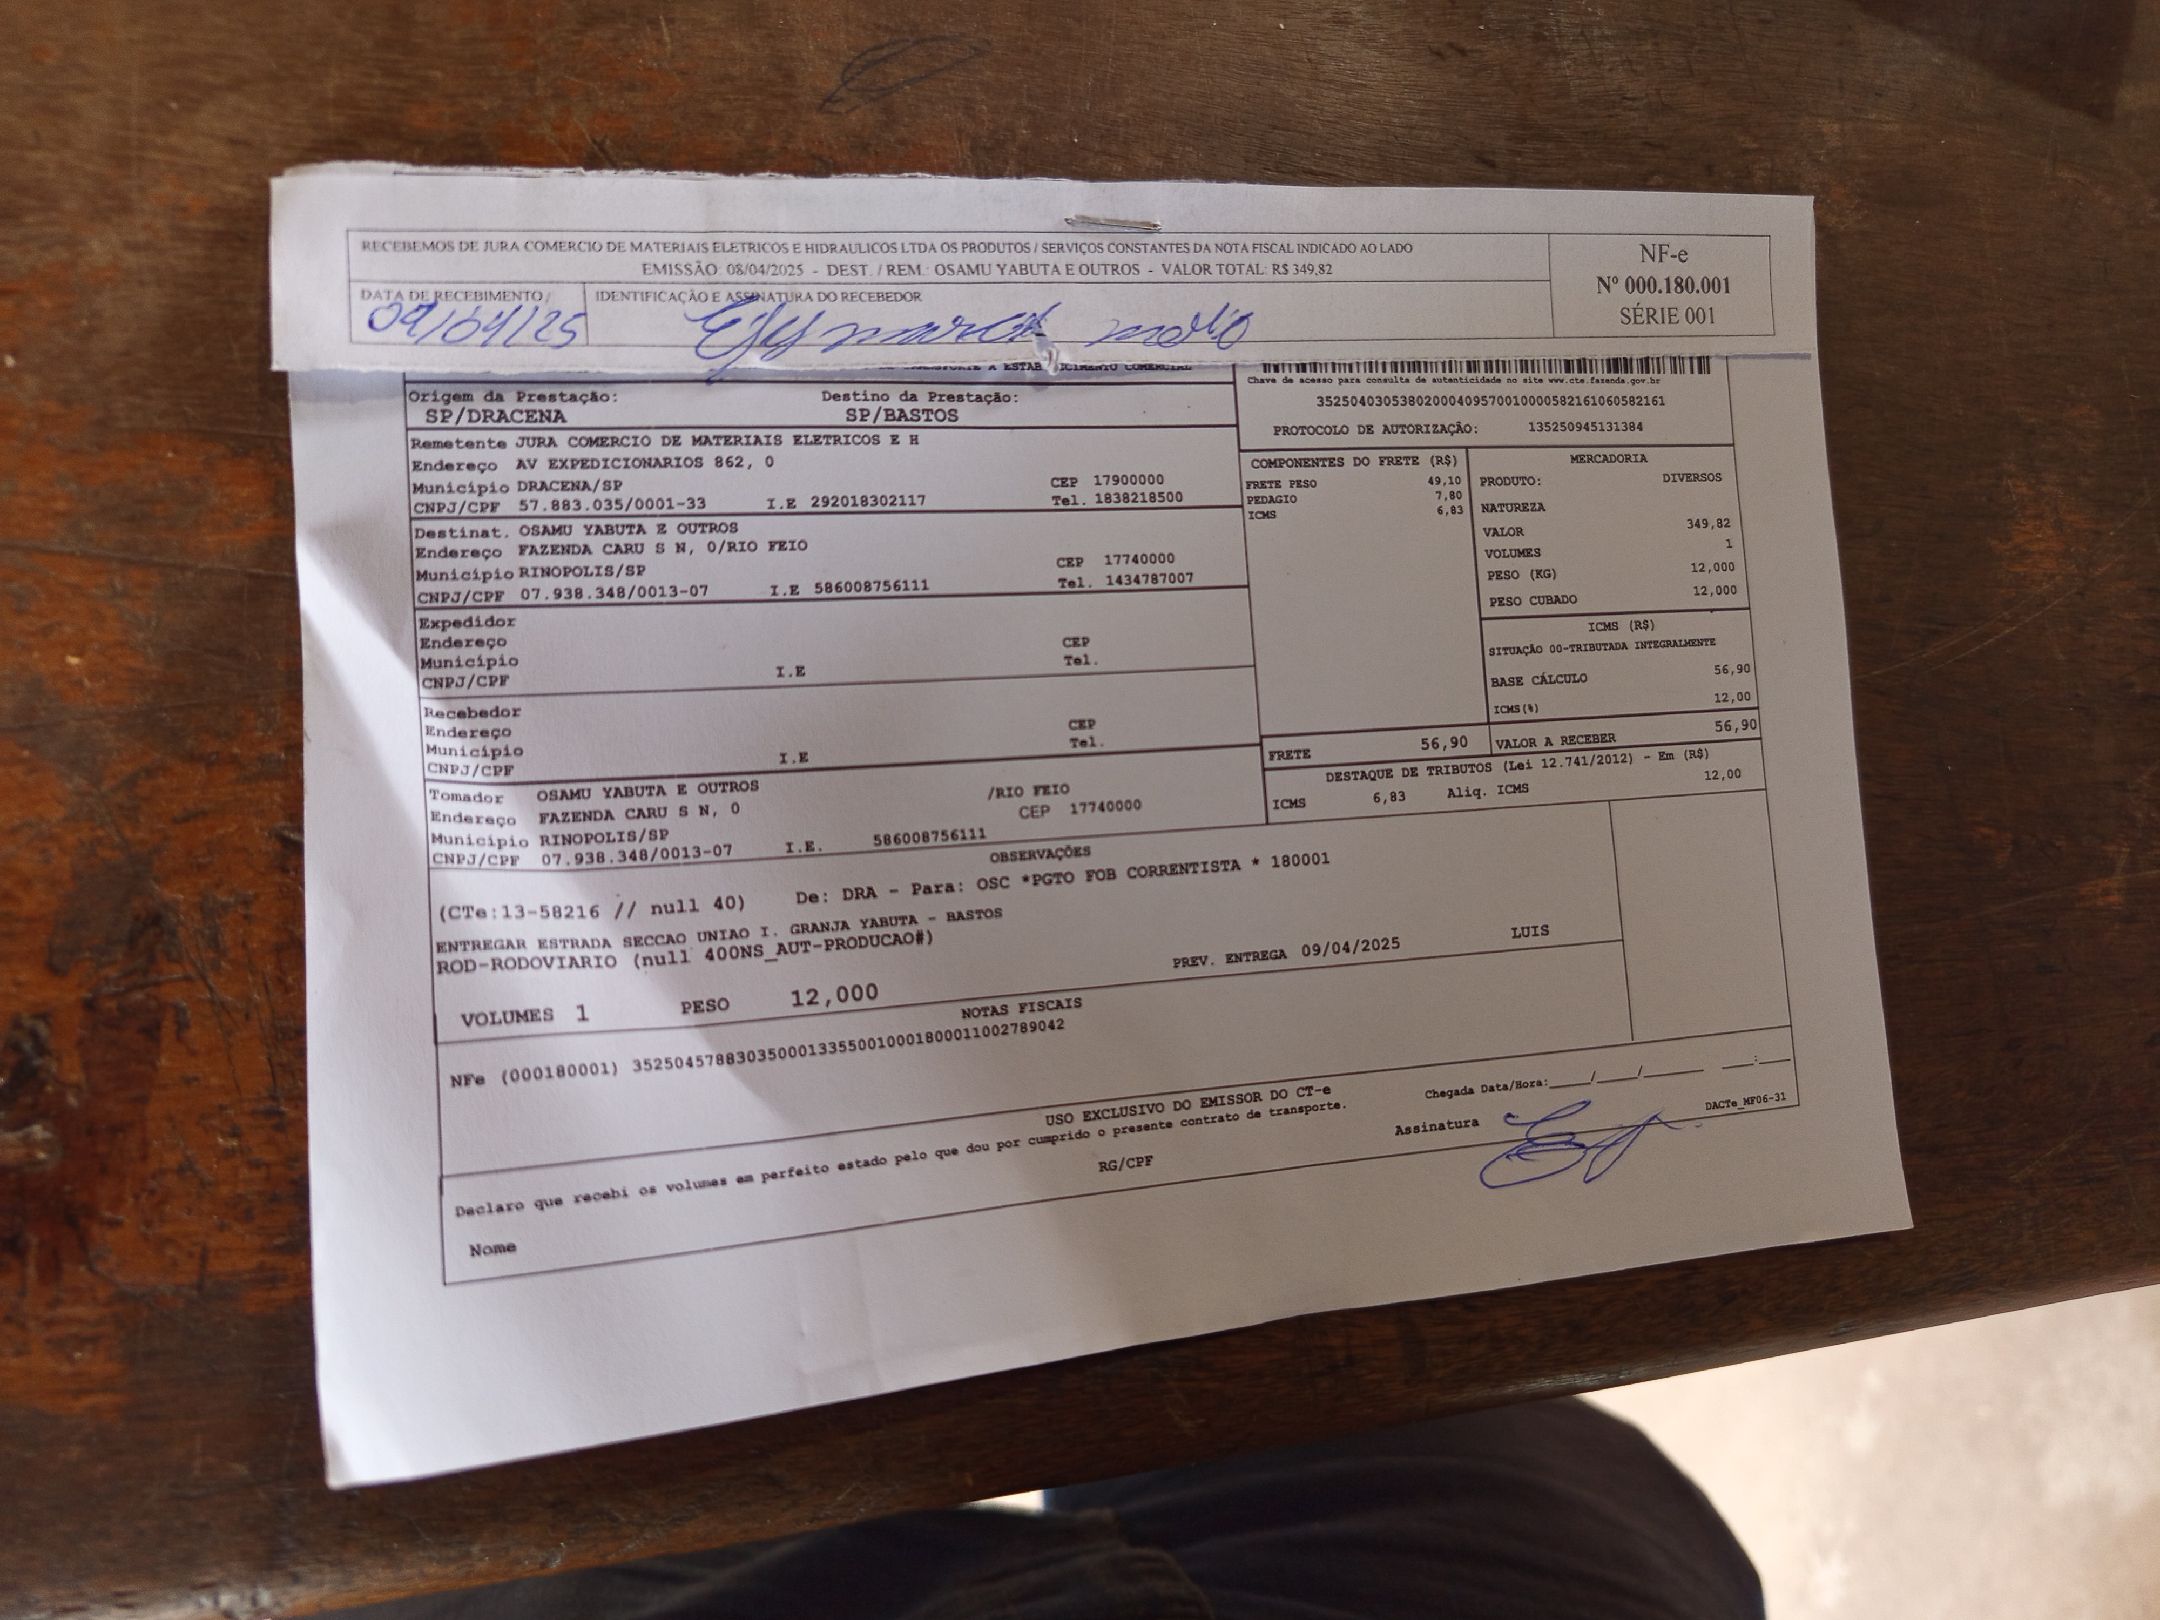 RECEBEMOS DE JURA COMERCIO DE MATERIAIS ELETRICOS E HIDRAULICOS LTDA OS PRODUTOS / SERVIÇOS CONSTANTES DA NOTA FISCAL INDICADO AO LADO
EMISSÃO: 08/04/2025 - DEST. / REM.: OSAMU YABUTA E OUTROS - VALOR TOTAL: R$ 349,82
NF-e
Nº 000.180.001
SÉRIE 001
DATA DE RECEBIMENTO /
09/04/25
IDENTIFICAÇÃO E ASSINATURA DO RECEBEDOR
Chave de acesso para consulta de autenticidade no site www.cte.fazenda.gov.br
35250403053802000409570010000582161060582161
PROTOCOLO DE AUTORIZAÇÃO: 135250945131384
Origem da Prestação: Destino da Prestação:
SP/DRACENA SP/BASTOS
Remetente JURA COMERCIO DE MATERIAIS ELETRICOS E H
Endereço AV EXPEDICIONARIOS 862, 0
Município DRACENA/SP CEP 17900000
CNPJ/CPF 57.883.035/0001-33 I.E 292018302117 Tel. 1838218500
Destinat. OSAMU YABUTA E OUTROS
Endereço FAZENDA CARU S N, 0/RIO FEIO
Município RINOPOLIS/SP CEP 17740000
CNPJ/CPF 07.938.348/0013-07 I.E 586008756111 Tel. 1434787007
Expedidor
Endereço CEP
Município Tel.
CNPJ/CPF I.E
Recebedor
Endereço CEP
Município Tel.
CNPJ/CPF I.E
Tomador OSAMU YABUTA E OUTROS /RIO FEIO
Endereço FAZENDA CARU S N, 0 CEP 17740000
Município RINOPOLIS/SP
CNPJ/CPF 07.938.348/0013-07 I.E. 586008756111
COMPONENTES DO FRETE (R$)
FRETE PESO 49,10
PEDAGIO 7,80
ICMS 6,83
MERCADORIA
PRODUTO: DIVERSOS
NATUREZA
VALOR 349,82
VOLUMES 1
PESO (KG) 12,000
PESO CUBADO 12,000
ICMS (R$)
SITUAÇÃO 00-TRIBUTADA INTEGRALMENTE
BASE CÁLCULO 56,90
ICMS(%) 12,00
FRETE 56,90 VALOR A RECEBER 56,90
DESTAQUE DE TRIBUTOS (Lei 12.741/2012) - Em (R$)
ICMS 6,83 Aliq. ICMS 12,00
OBSERVAÇÕES
(CTe:13-58216 // null 40) De: DRA - Para: OSC *PGTO FOB CORRENTISTA * 180001
ENTREGAR ESTRADA SECCAO UNIAO I. GRANJA YABUTA - BASTOS
ROD-RODOVIARIO (null 400NS_AUT-PRODUCAO#)
PREV. ENTREGA 09/04/2025 LUIS
VOLUMES 1 PESO 12,000
NOTAS FISCAIS
NFe (000180001) 35250457883035000133550010001800011002789042
USO EXCLUSIVO DO EMISSOR DO CT-e
Declaro que recebi os volumes em perfeito estado pelo que dou por cumprido o presente contrato de transporte.
Chegada Data/Hora:____/____/______ ___:___
DACTe_MF06-31
Nome RG/CPF Assinatura